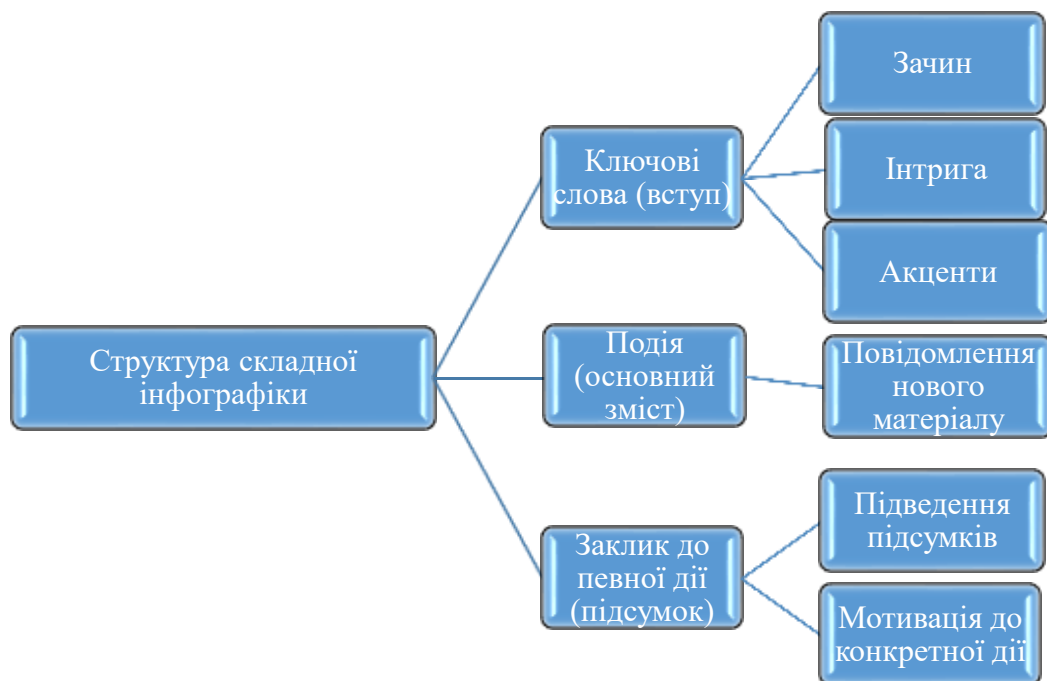 Структура складної
інфографіки
Ключові
слова (вступ)
Зачин
Інтрига
Акценти
Подія
(основний
зміст)
Повідомлення
нового
матеріалу
Заклик до
певної дії
(підсумок)
Підведення
підсумків
Мотивація до
конкретної дії